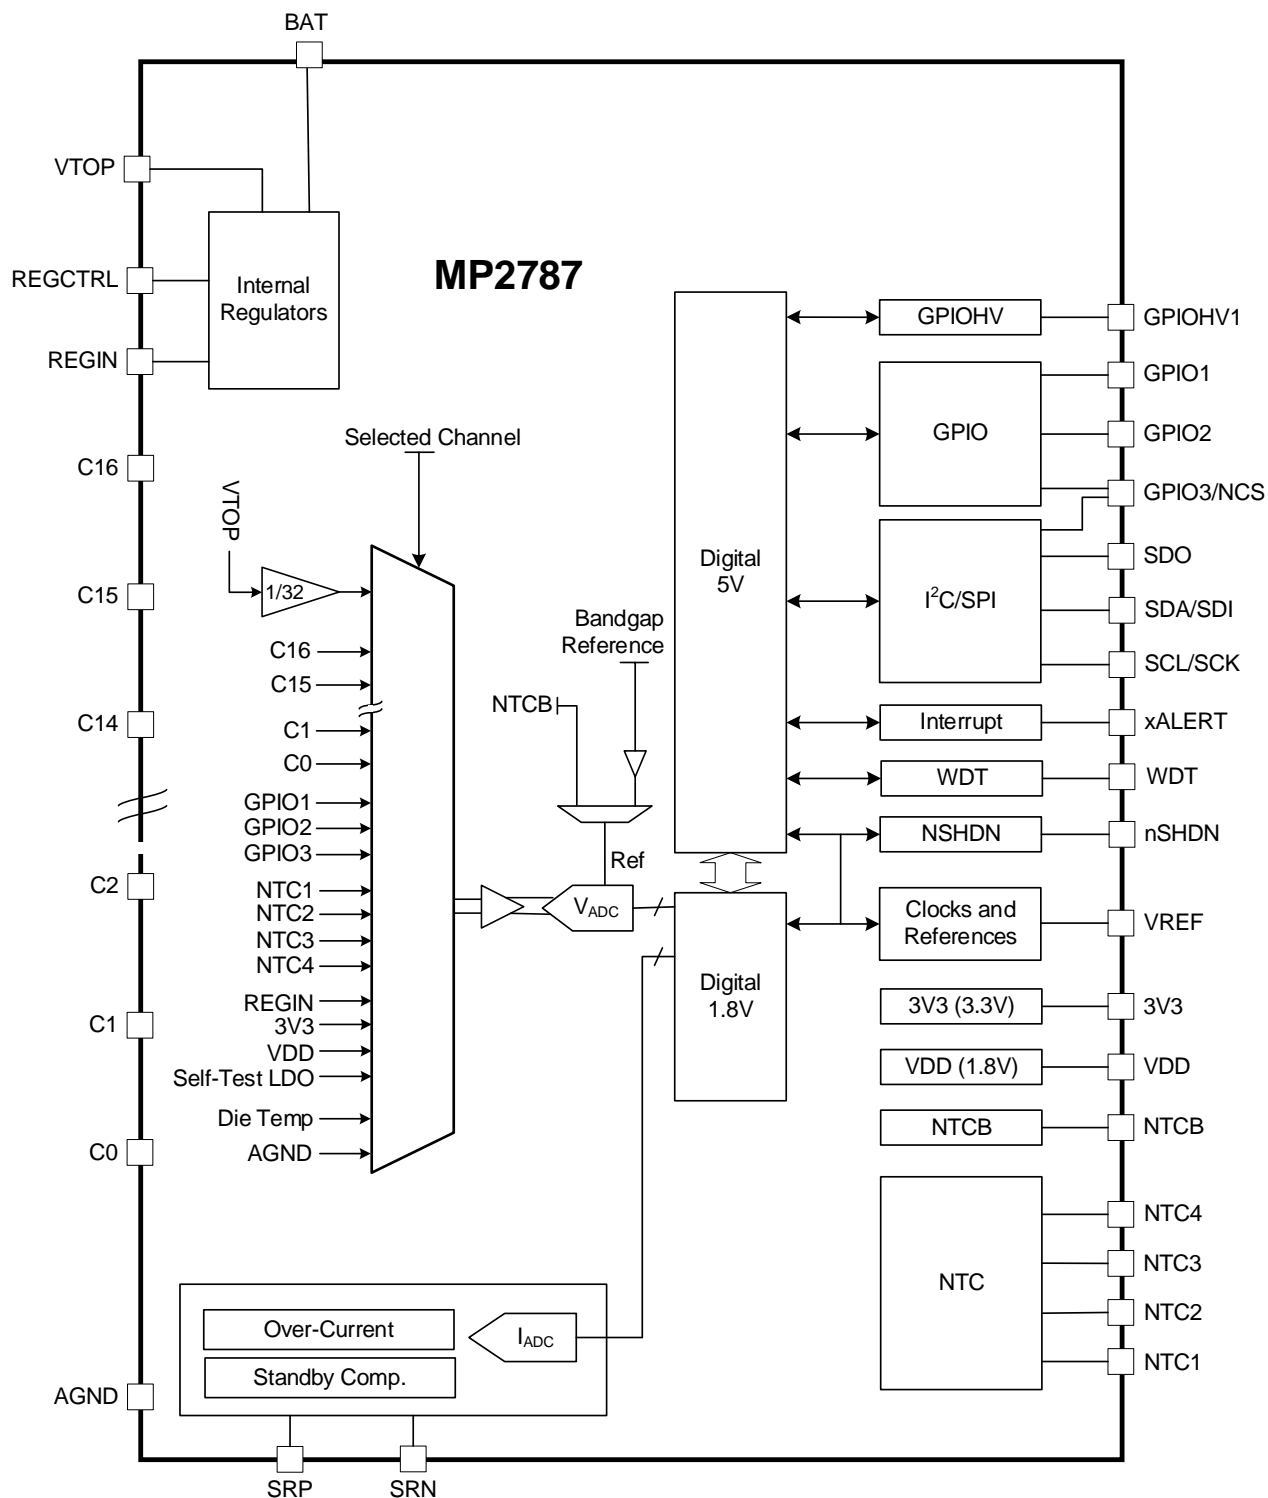 BAT
VTOP
REGCTRL
REGIN
C16
C15
C14
C2
C1
C0
AGND
Internal
Regulators
MP2787
Selected Channel
VTOP
1/32
C16
C15
C1
C0
GPIO1
GPIO2
GPIO3
NTC1
NTC2
NTC3
NTC4
REGIN
3V3
VDD
Self-Test LDO
Die Temp
AGND
Bandgap
Reference
NTCB
Ref
VADC
Digital
5V
Digital
1.8V
GPIOHV
GPIO
I²C/SPI
Interrupt
WDT
NSHDN
Clocks and
References
3V3 (3.3V)
VDD (1.8V)
NTCB
NTC
GPIOHV1
GPIO1
GPIO2
GPIO3/NCS
SDO
SDA/SDI
SCL/SCK
xALERT
WDT
nSHDN
VREF
3V3
VDD
NTCB
NTC4
NTC3
NTC2
NTC1
Over-Current
Standby Comp.
IADC
SRP
SRN